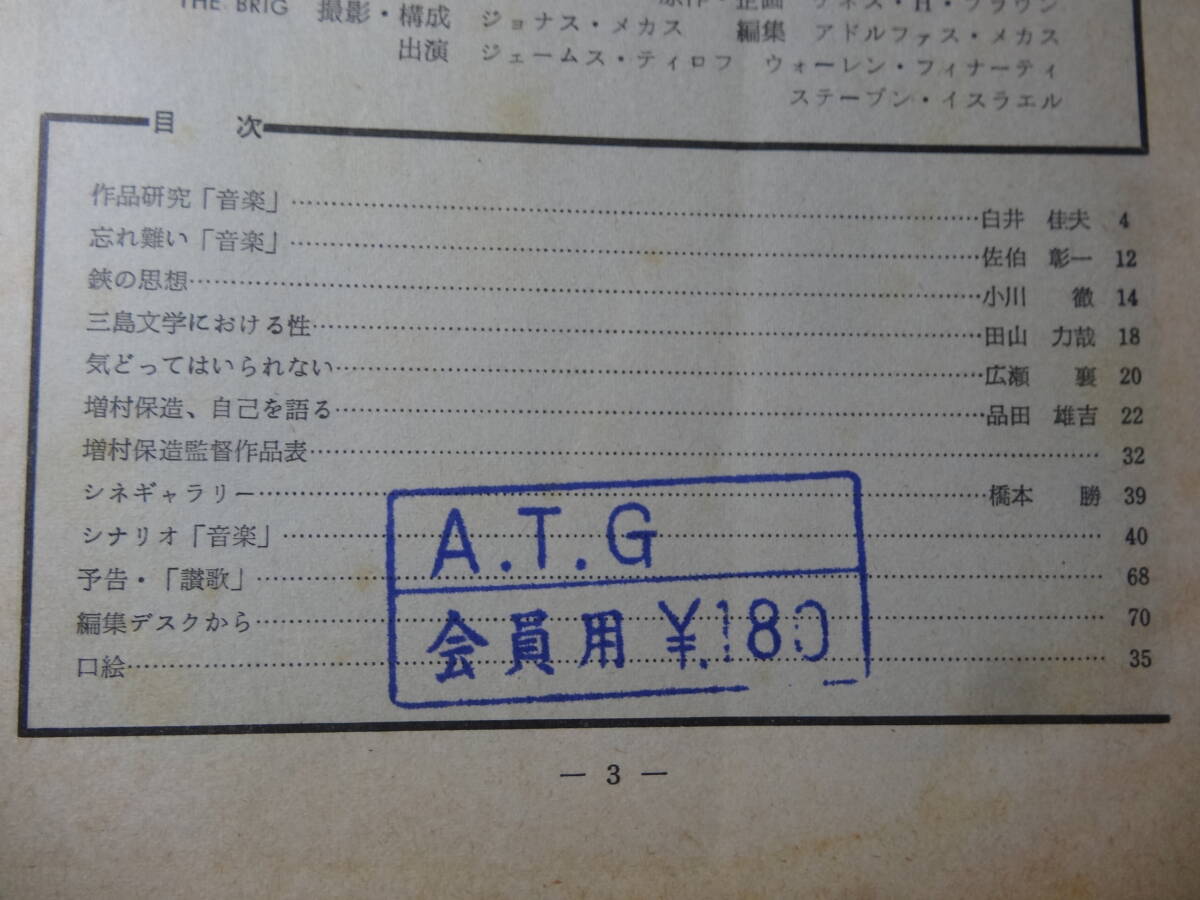 THE BRIG 撮影・構成 ジョナス・メカス 編集 アドルファス・メカス
出演 ジェームス・ティロフ ウォーレン・フィナーティ
ステーブン・イスラエル
目 次
作品研究「音楽」 白井 佳夫 4
忘れ難い「音楽」 佐伯 彰一 12
鋏の思想 小川 徹 14
三島文学における性 田山 力哉 18
気どってはいられない 広瀬 襄 20
増村保造、自己を語る 品田 雄吉 22
増村保造監督作品表 32
シネギャラリー 橋本 勝 39
シナリオ「音楽」 40
予告・「讃歌」 68
編集デスクから 70
口絵 35
A.T.G
会員用 ¥.180
— 3 —